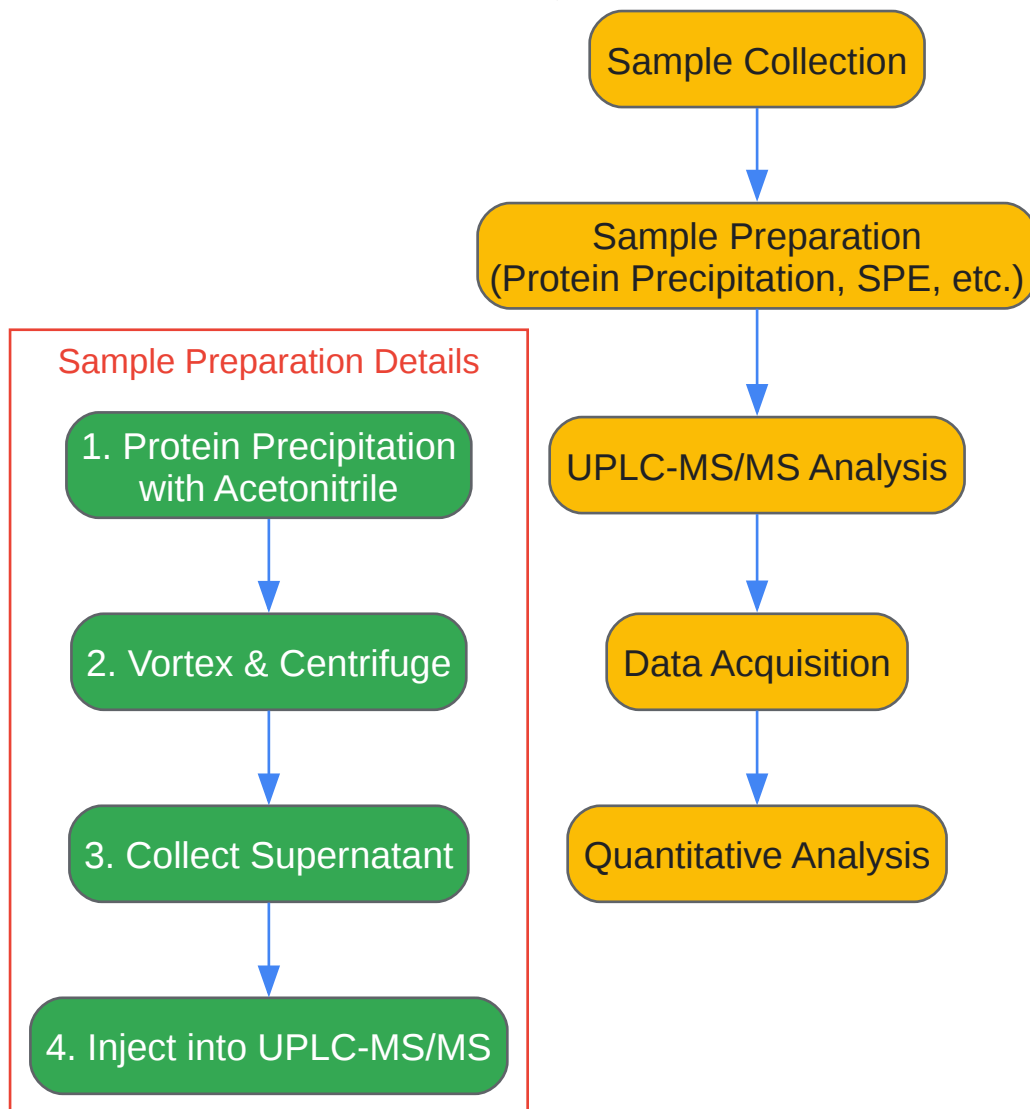 Sample Collection
Sample Preparation
(Protein Precipitation, SPE, etc.)
UPLC-MS/MS Analysis
Data Acquisition
Quantitative Analysis
Sample Preparation Details
1. Protein Precipitation
with Acetonitrile
2. Vortex & Centrifuge
3. Collect Supernatant
4. Inject into UPLC-MS/MS